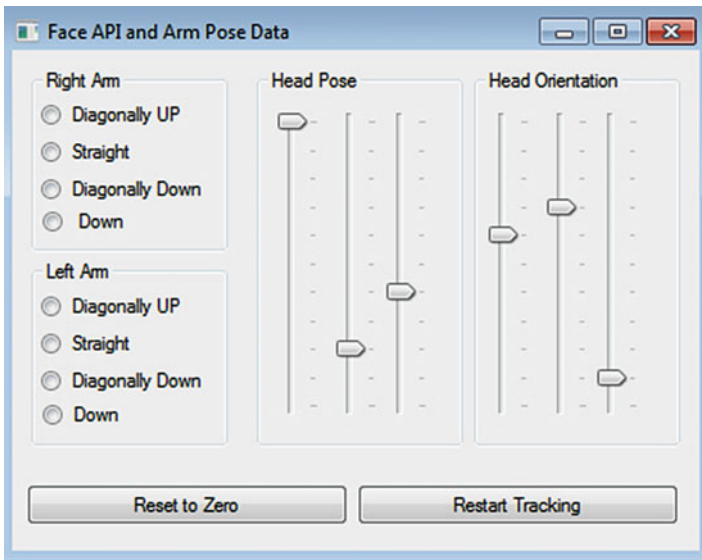 Face API and Arm Pose Data
Right Arm
Diagonally UP
Straight
Diagonally Down
Down
Left Arm
Diagonally UP
Straight
Diagonally Down
Down
Head Pose
Head Orientation
Reset to Zero
Restart Tracking